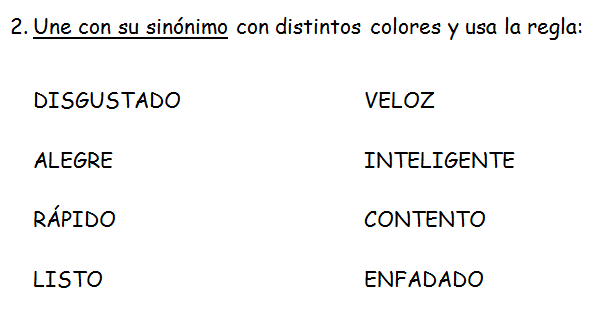 2. Une con su sinónimo con distintos colores y usa la regla:
DISGUSTADO VELOZ
ALEGRE INTELIGENTE
RÁPIDO CONTENTO
LISTO ENFADADO